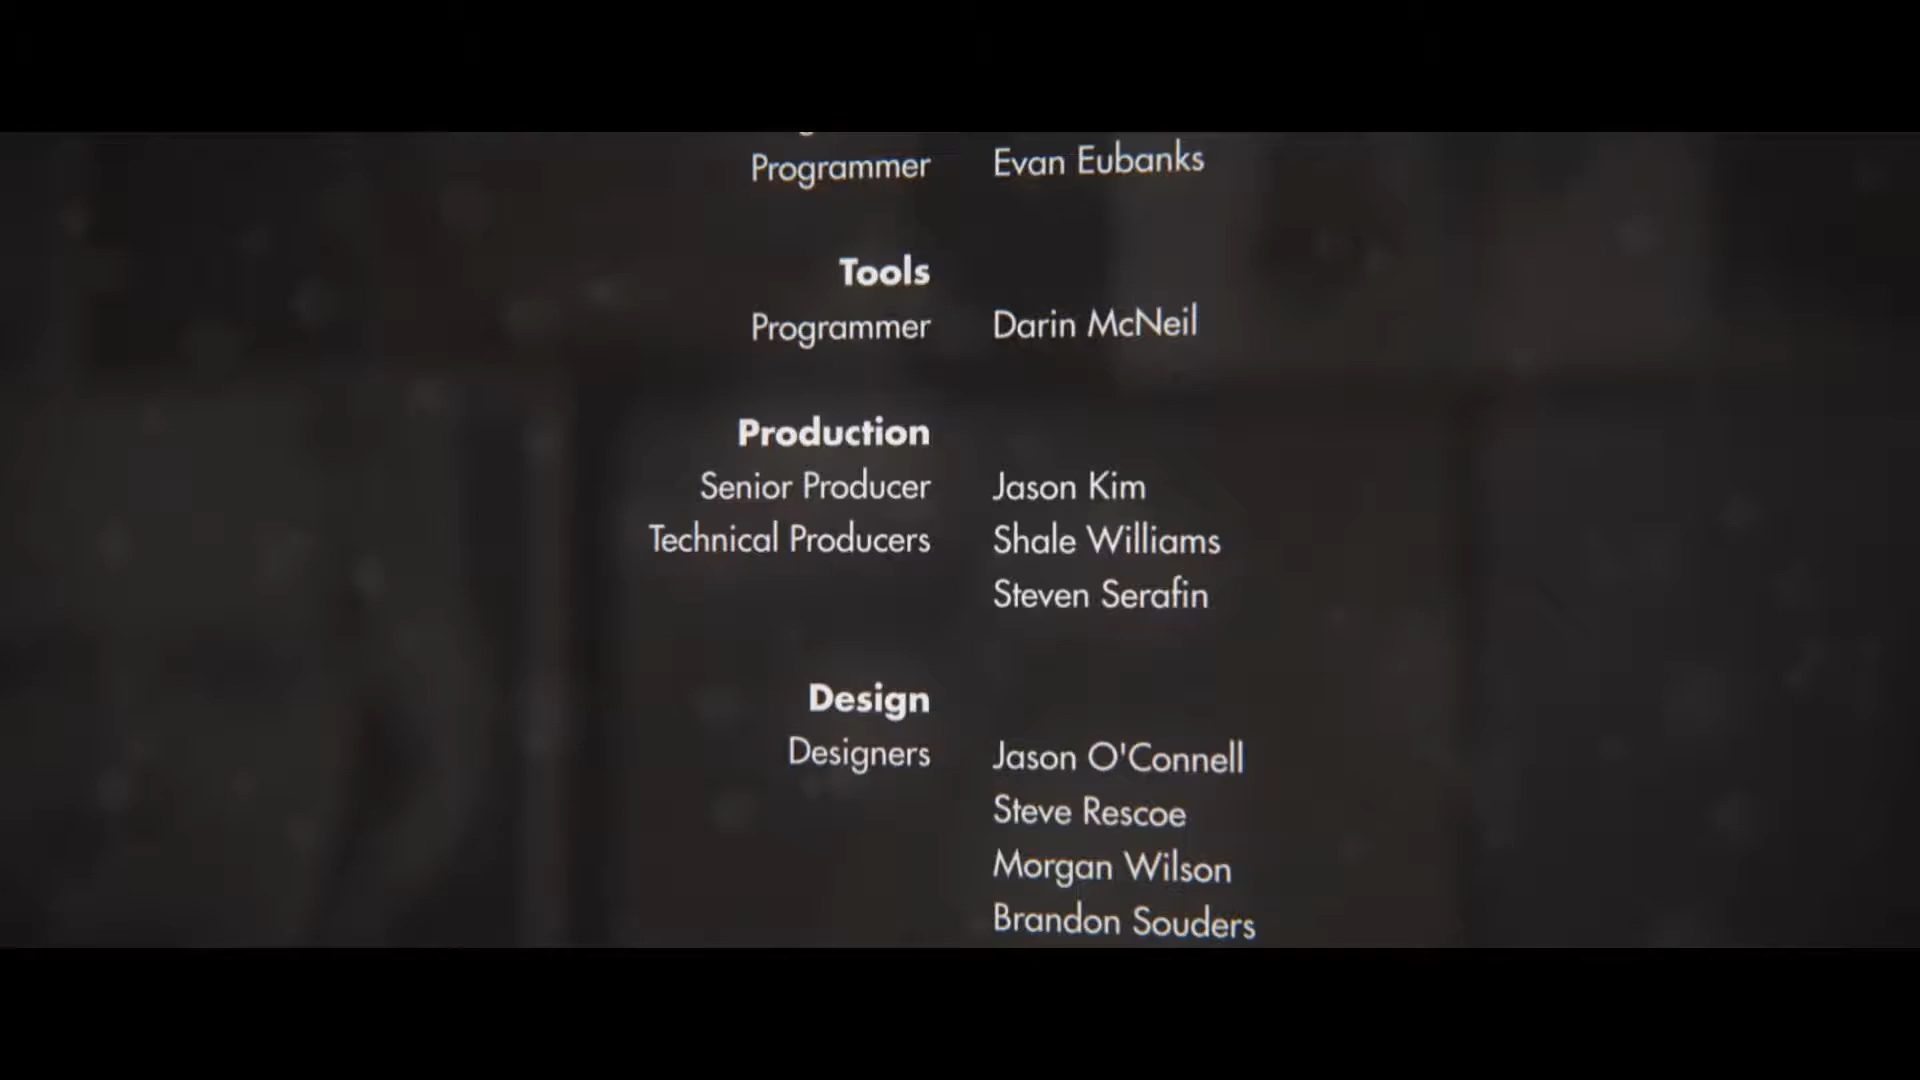 Programmer Evan Eubanks
Tools
Programmer Darin McNeil
Production
Senior Producer Jason Kim
Technical Producers Shale Williams
Steven Serafin
Design
Designers Jason O'Connell
Steve Rescoe
Morgan Wilson
Brandon Souders